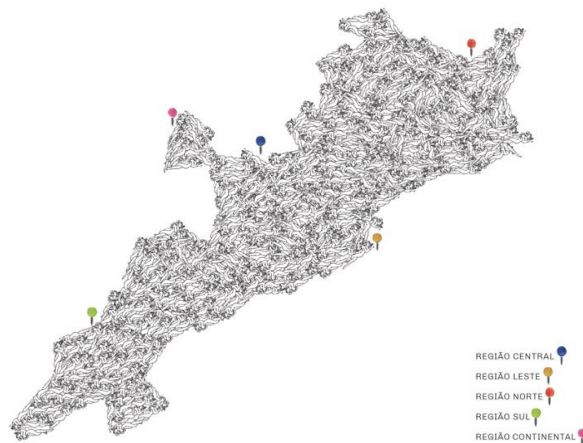 REGIÃO CENTRAL
REGIÃO LESTE
REGIÃO NORTE
REGIÃO SUL
REGIÃO CONTINENTAL